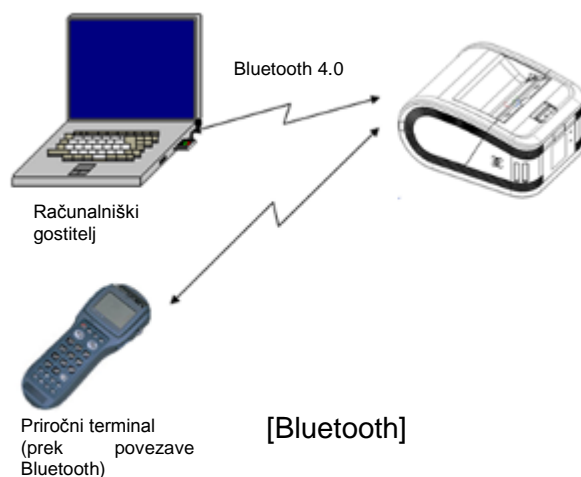 Bluetooth 4.0
Računalniški
gostitelj
Priročni terminal
(prek povezave
Bluetooth)
[Bluetooth]